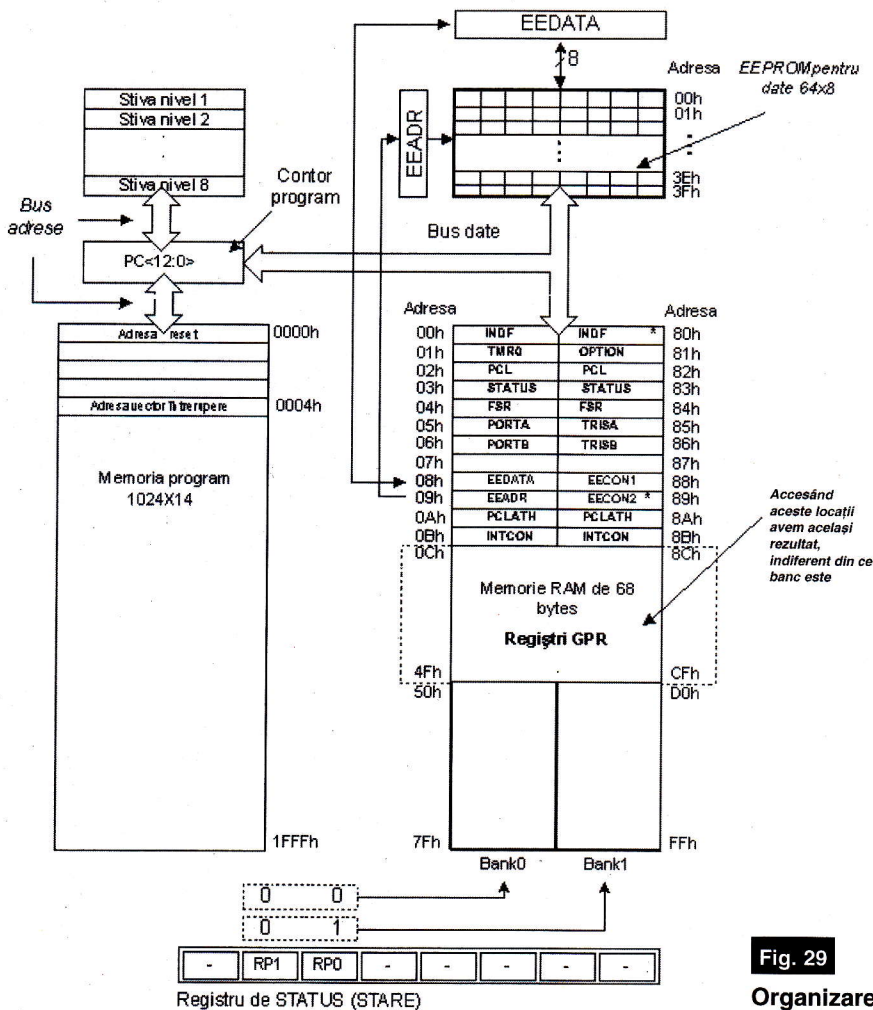 EEDATA
8
Adresa
EEPROM pentru
date 64x8
00h
01h
3Eh
3Fh
EEADR
Stiva nivel 1
Stiva nivel 2
Stiva nivel 8
Bus
adrese
Contor
program
PC<12:0>
Bus date
Adresa reset
0000h
Adresa vector întrerupere
0004h
Memoria program
1024X14
1FFFh
Adresa
Adresa
00h INDF INDF * 80h
01h TMR0 OPTION 81h
02h PCL PCL 82h
03h STATUS STATUS 83h
04h FSR FSR 84h
05h PORTA TRISA 85h
06h PORTB TRISB 86h
07h 87h
08h EEDATA EECON1 88h
09h EEADR EECON2 * 89h
0Ah PCLATH PCLATH 8Ah
0Bh INTCON INTCON 8Bh
0Ch 8Ch
Memorie RAM de 68
bytes
Regiştri GPR
4Fh CFh
50h D0h
7Fh FFh
Accesând
aceste locații
avem același
rezultat,
indiferent din ce
banc este
Bank0 Bank1
0 0
0 1
- RP1 RP0 - - - - -
Registru de STATUS (STARE)
Fig. 29
Organizare